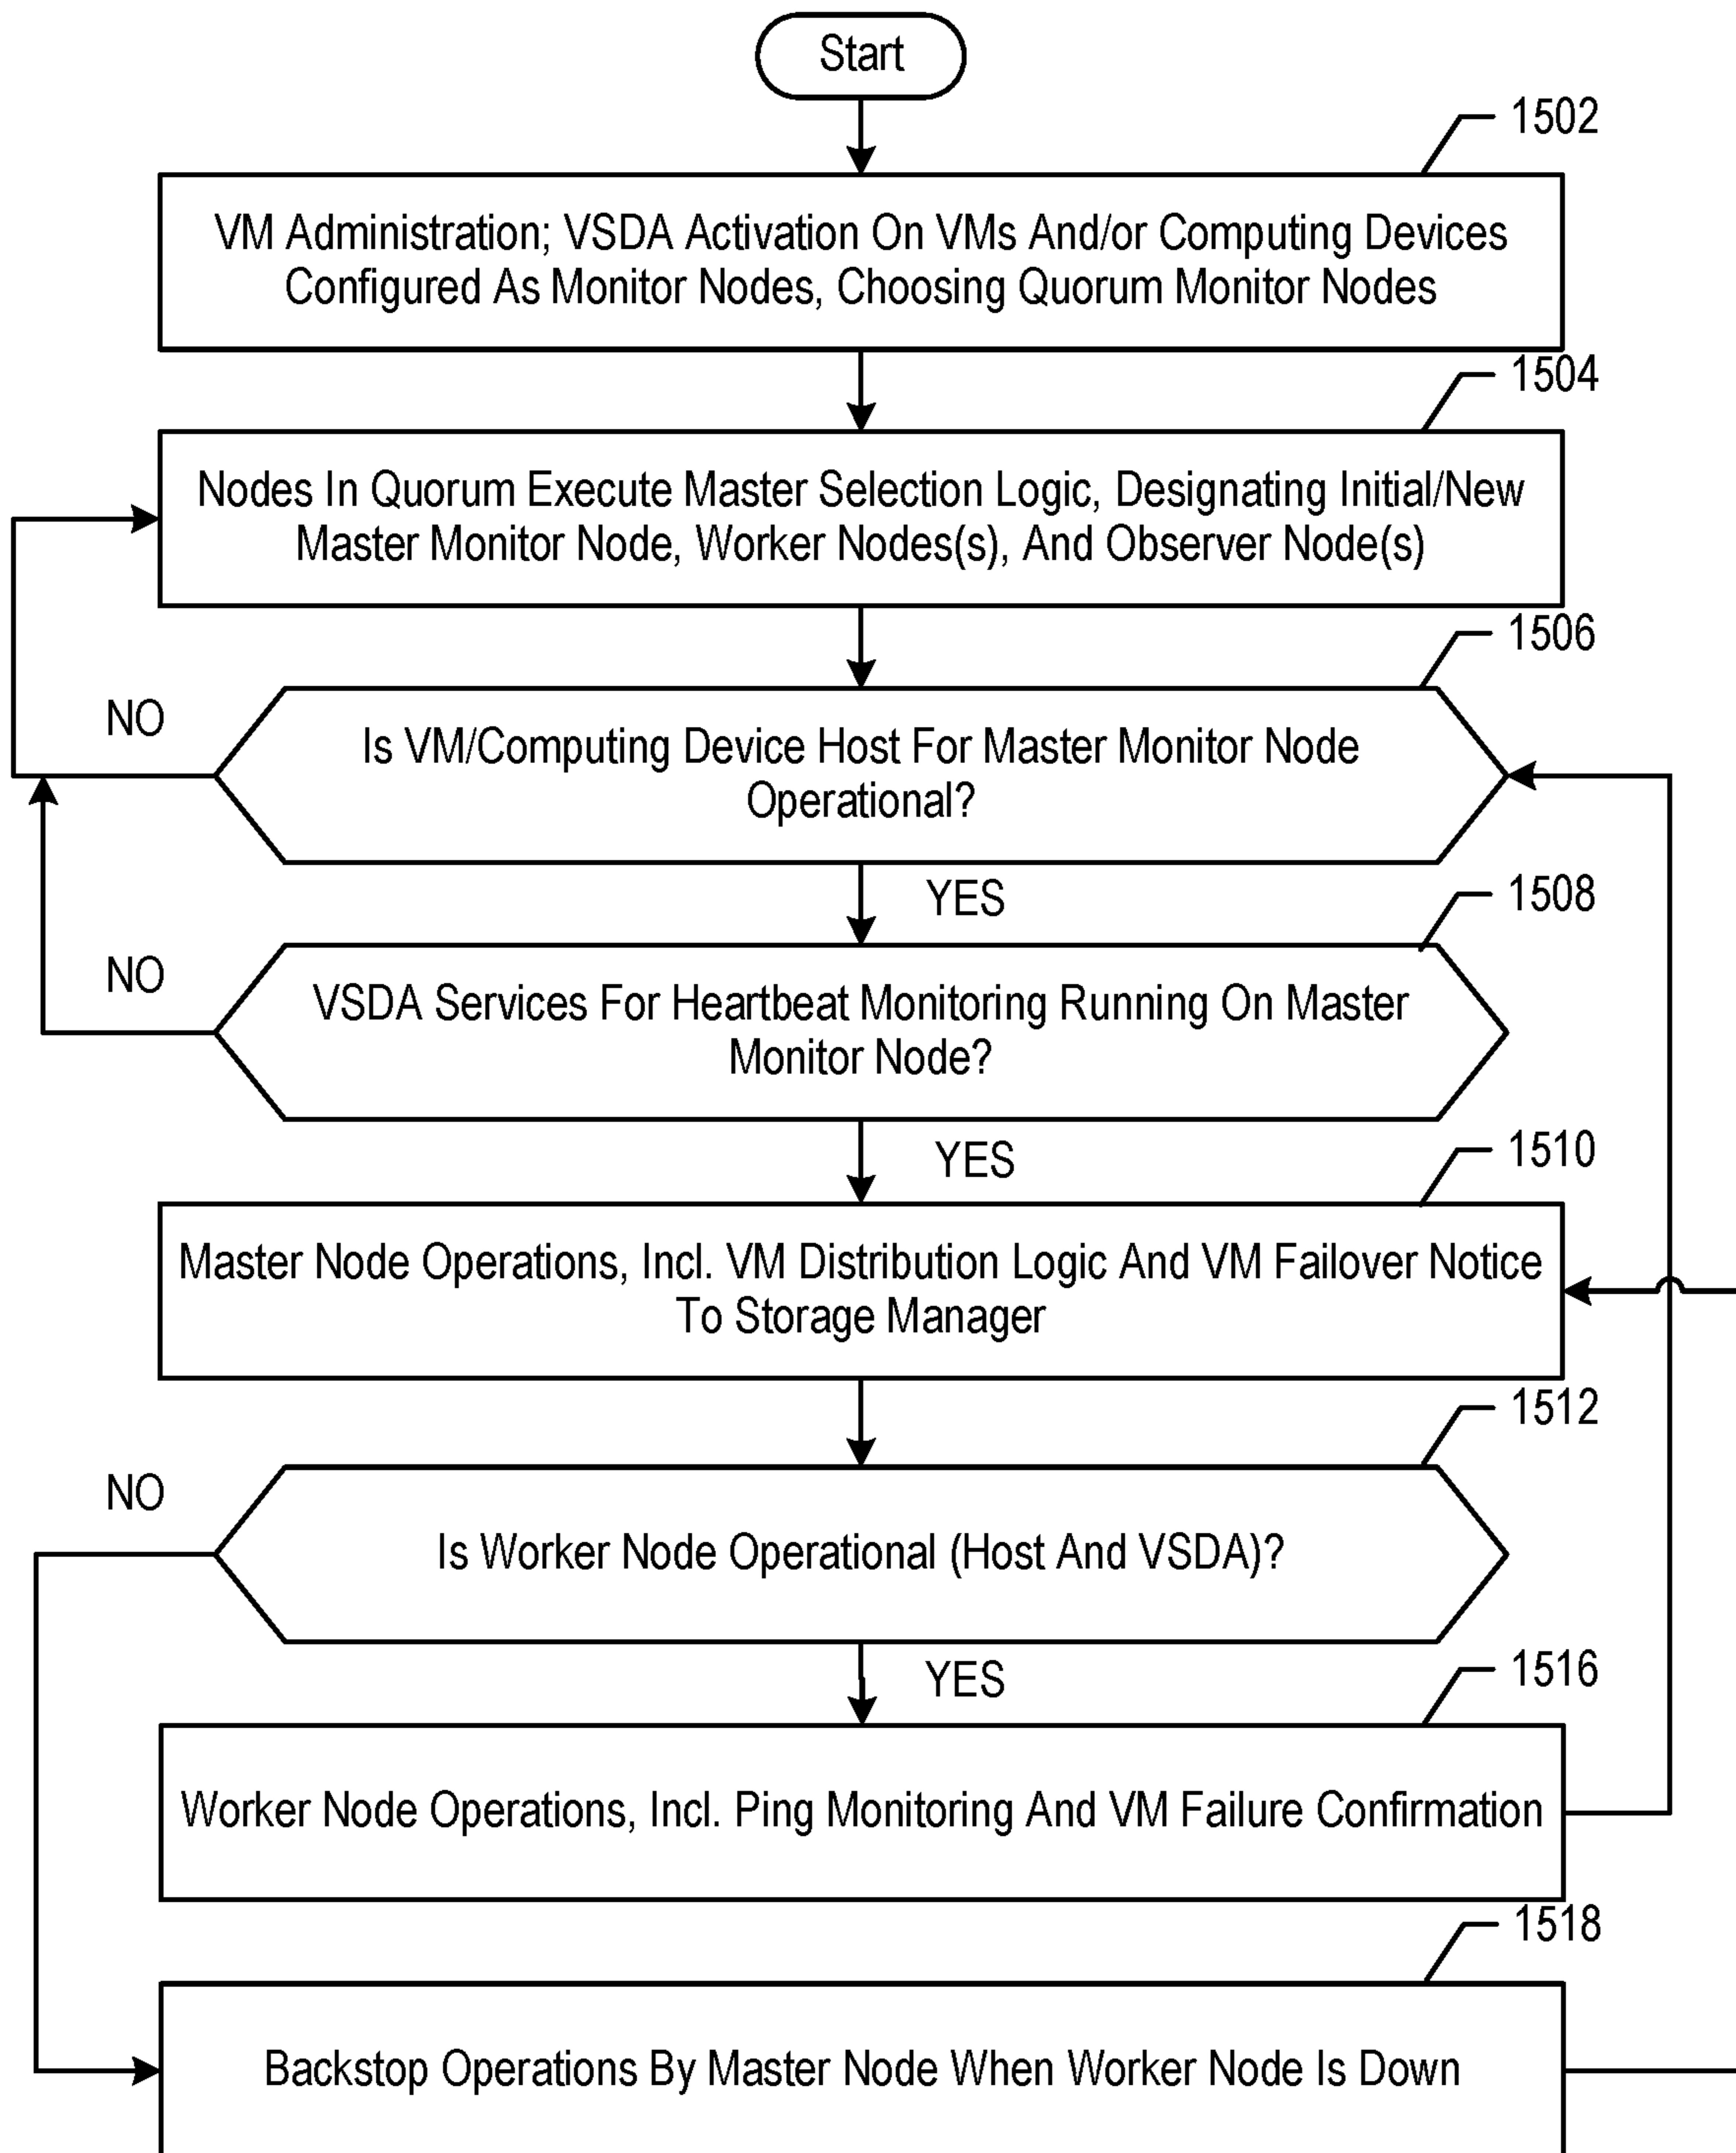 Start
1502
VM Administration; VSDA Activation On VMs And/or Computing Devices
Configured As Monitor Nodes, Choosing Quorum Monitor Nodes
1504
Nodes In Quorum Execute Master Selection Logic, Designating Initial/New
Master Monitor Node, Worker Nodes(s), And Observer Node(s)
1506
NO
Is VM/Computing Device Host For Master Monitor Node
Operational?
YES
1508
NO
VSDA Services For Heartbeat Monitoring Running On Master
Monitor Node?
YES
1510
Master Node Operations, Incl. VM Distribution Logic And VM Failover Notice
To Storage Manager
1512
NO
Is Worker Node Operational (Host And VSDA)?
YES
1516
Worker Node Operations, Incl. Ping Monitoring And VM Failure Confirmation
1518
Backstop Operations By Master Node When Worker Node Is Down